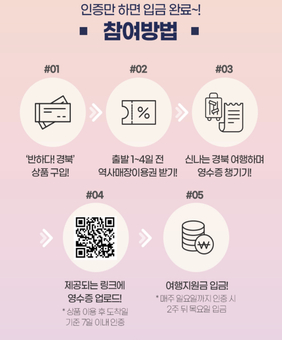 인증만 하면 입금 완료~!
참여방법
#01
#02
#03
'반하다! 경북'
상품 구입!
출발 1~4일 전
역사매장이용권 받기!
신나는 경북 여행하며
영수증 챙기기!
#04
#05
제공되는 링크에
영수증 업로드!
* 상품 이용 후 도착일
기준 7일 이내 인증
여행지원금 입금!
* 매주 일요일까지 인증 시
2주 뒤 목요일 입금